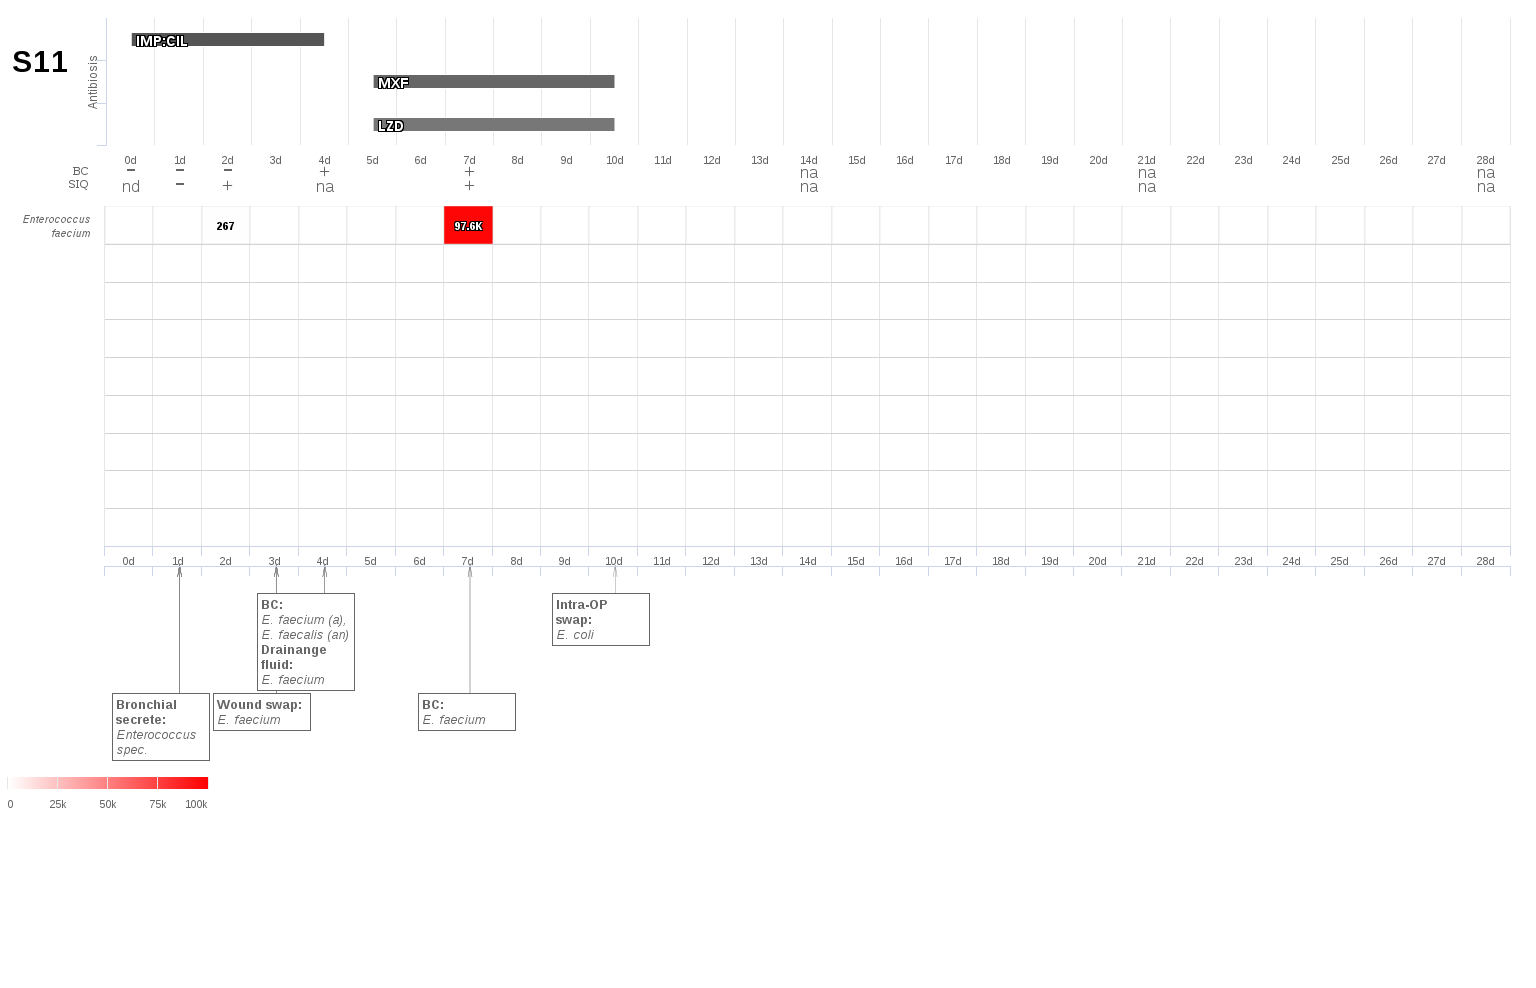 S11
Antibiosis
IMP:CIL
MXF
LZD
0d 1d 2d 3d 4d 5d 6d 7d 8d 9d 10d 11d 12d 13d 14d 15d 16d 17d 18d 19d 20d 21d 22d 23d 24d 25d 26d 27d 28d
BC − − − + + na na na
SIQ nd − + na + na na na
Enterococcus
faecium
267 97.6K
0d 1d 2d 3d 4d 5d 6d 7d 8d 9d 10d 11d 12d 13d 14d 15d 16d 17d 18d 19d 20d 21d 22d 23d 24d 25d 26d 27d 28d
BC:
E. faecium (a),
E. faecalis (an)
Drainange
fluid:
E. faecium
Intra-OP
swap:
E. coli
Bronchial
secrete:
Enterococcus
spec.
Wound swap:
E. faecium
BC:
E. faecium
0 25k 50k 75k 100k